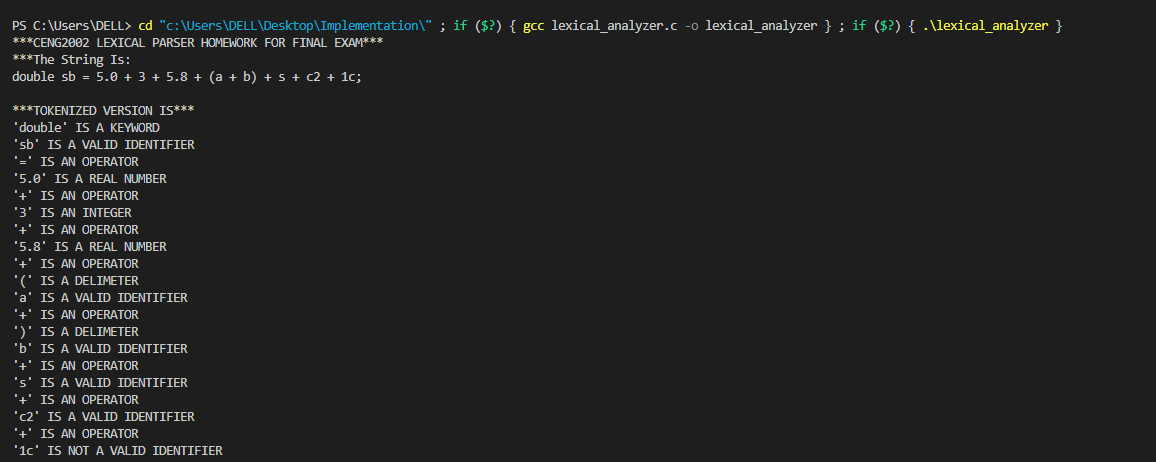 PS C:\Users\DELL> cd "c:\Users\DELL\Desktop\Implementation\" ; if ($?) { gcc lexical_analyzer.c -o lexical_analyzer } ; if ($?) { .\lexical_analyzer }
***CENG2002 LEXICAL PARSER HOMEWORK FOR FINAL EXAM***
***The String Is:
double sb = 5.0 + 3 + 5.8 + (a + b) + s + c2 + 1c;
***TOKENIZED VERSION IS***
'double' IS A KEYWORD
'sb' IS A VALID IDENTIFIER
'=' IS AN OPERATOR
'5.0' IS A REAL NUMBER
'+' IS AN OPERATOR
'3' IS AN INTEGER
'+' IS AN OPERATOR
'5.8' IS A REAL NUMBER
'+' IS AN OPERATOR
'(' IS A DELIMETER
'a' IS A VALID IDENTIFIER
'+' IS AN OPERATOR
')' IS A DELIMETER
'b' IS A VALID IDENTIFIER
'+' IS AN OPERATOR
's' IS A VALID IDENTIFIER
'+' IS AN OPERATOR
'c2' IS A VALID IDENTIFIER
'+' IS AN OPERATOR
'1c' IS NOT A VALID IDENTIFIER